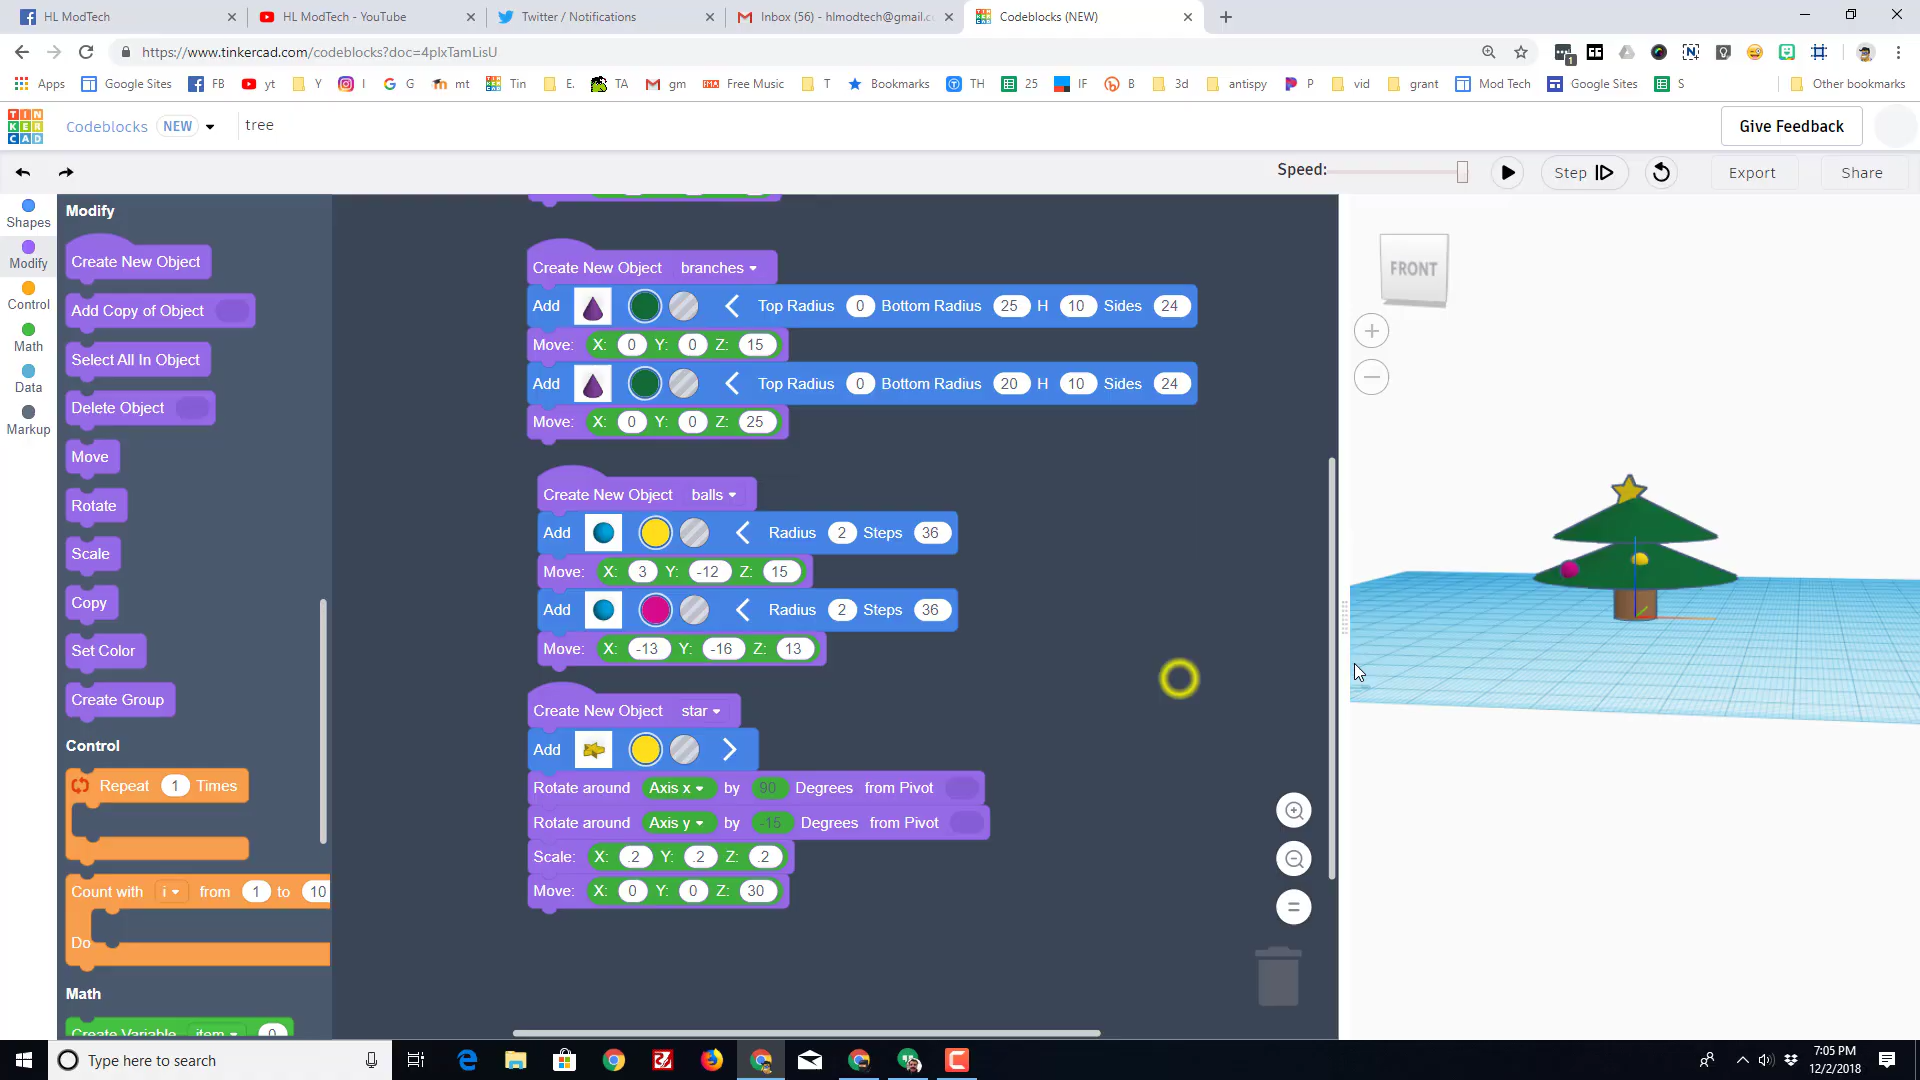 HL ModTech
HL ModTech - YouTube
Twitter / Notifications
Inbox (56) - hlmodtech@gmail.c
Codeblocks (NEW)
https://www.tinkercad.com/codeblocks?doc=4plxTamLisU
1
Apps Google Sites FB yt Y I G mt Tin E. TA gm Free Music T Bookmarks TH 25 IF B 3d antispy P vid grant Mod Tech Google Sites S Other bookmarks
TIN
KER
CAD
Codeblocks NEW
tree
Give Feedback
Speed:
Step
Export
Share
Shapes
Modify
Control
Math
Data
Markup
Modify
Create New Object
Add Copy of Object
Select All In Object
Delete Object
Move
Rotate
Scale
Copy
Set Color
Create Group
Control
Repeat 1 Times
Count with i from 1 to 10
Do
Math
Create Variable item 0
Create New Object branches
Add Top Radius 0 Bottom Radius 25 H 10 Sides 24
Move: X: 0 Y: 0 Z: 15
Add Top Radius 0 Bottom Radius 20 H 10 Sides 24
Move: X: 0 Y: 0 Z: 25
Create New Object balls
Add Radius 2 Steps 36
Move: X: 3 Y: -12 Z: 15
Add Radius 2 Steps 36
Move: X: -13 Y: -16 Z: 13
Create New Object star
Add
Rotate around Axis x by 90 Degrees from Pivot
Rotate around Axis y by -15 Degrees from Pivot
Scale: X: .2 Y: .2 Z: .2
Move: X: 0 Y: 0 Z: 30
FRONT
Type here to search
7:05 PM
12/2/2018